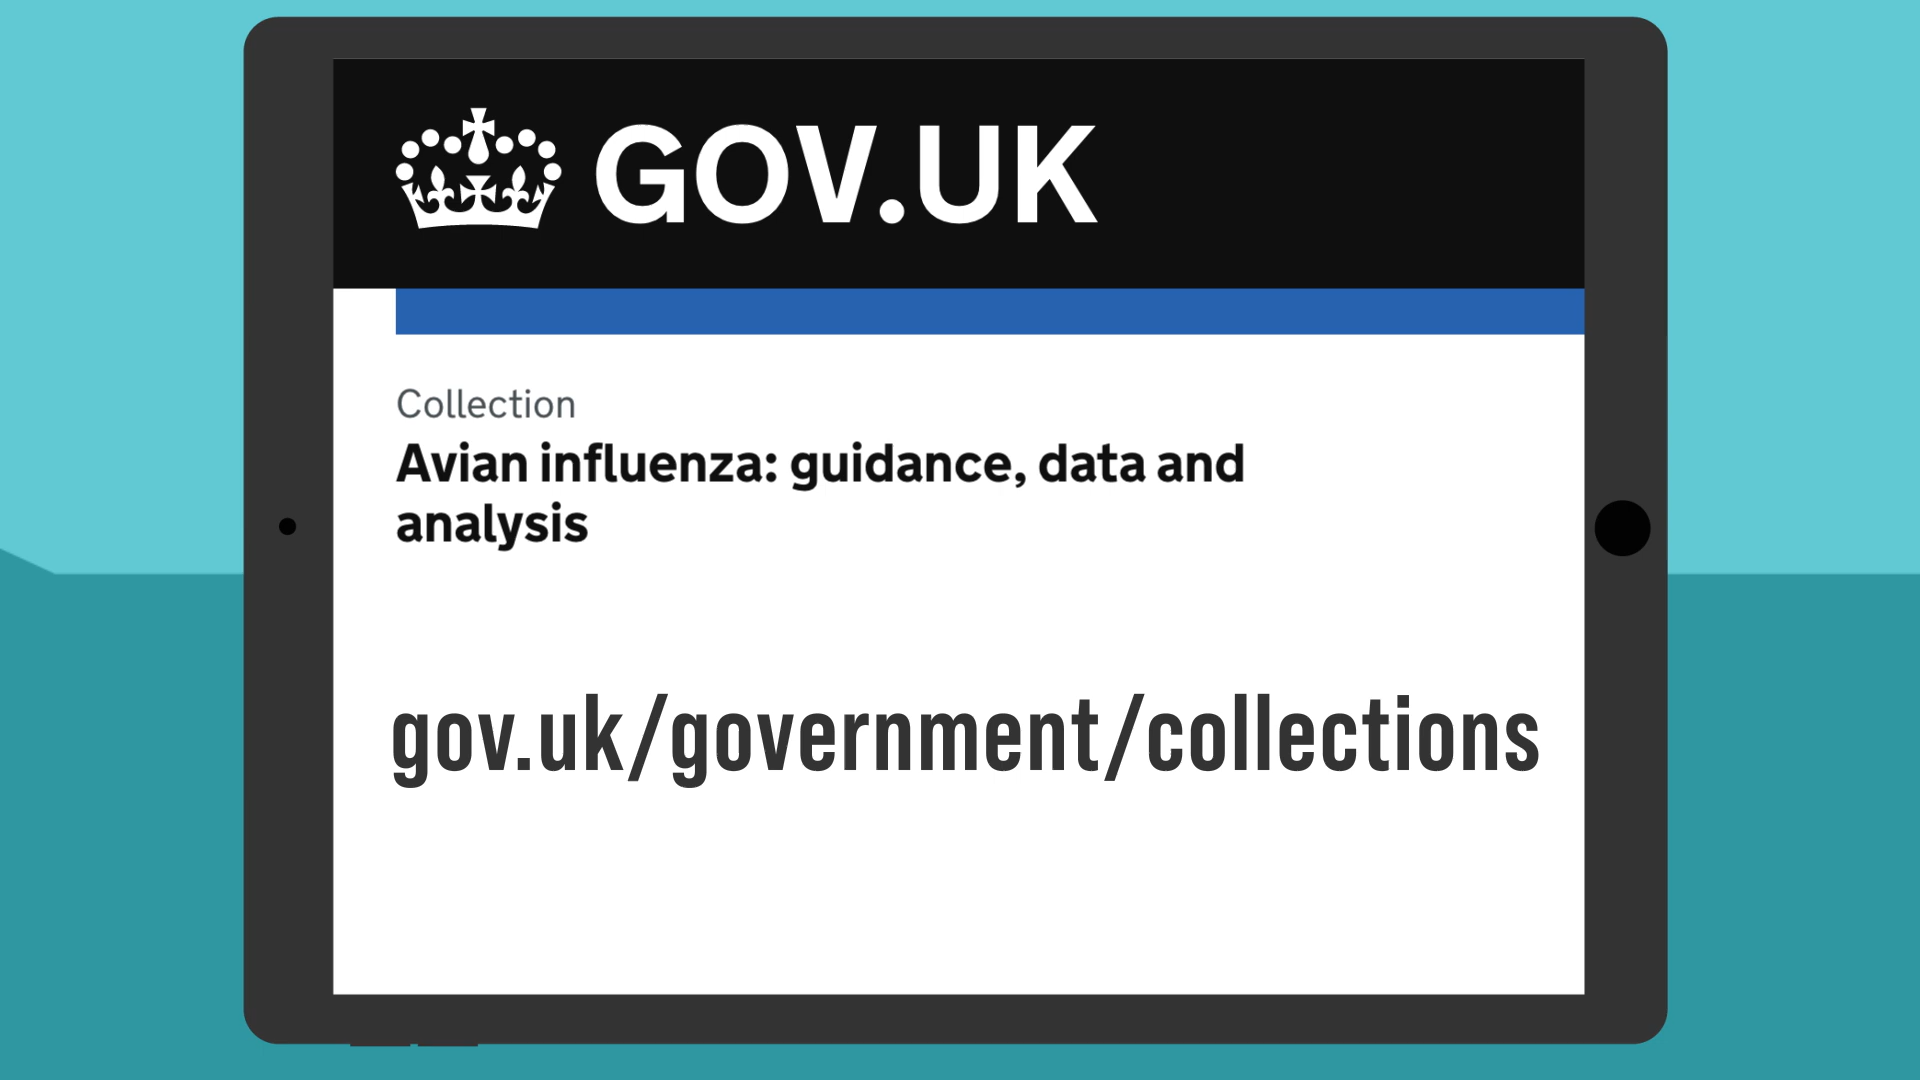 GOV.UK
Collection
Avian influenza: guidance, data and
analysis
gov.uk/government/collections